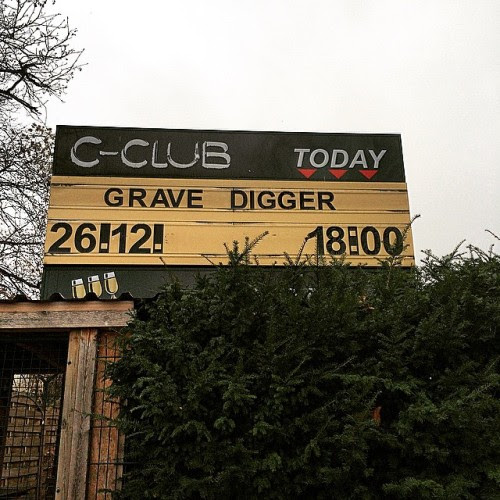 C-CLUB TODAY
GRAVE DIGGER
26!12! 18:00